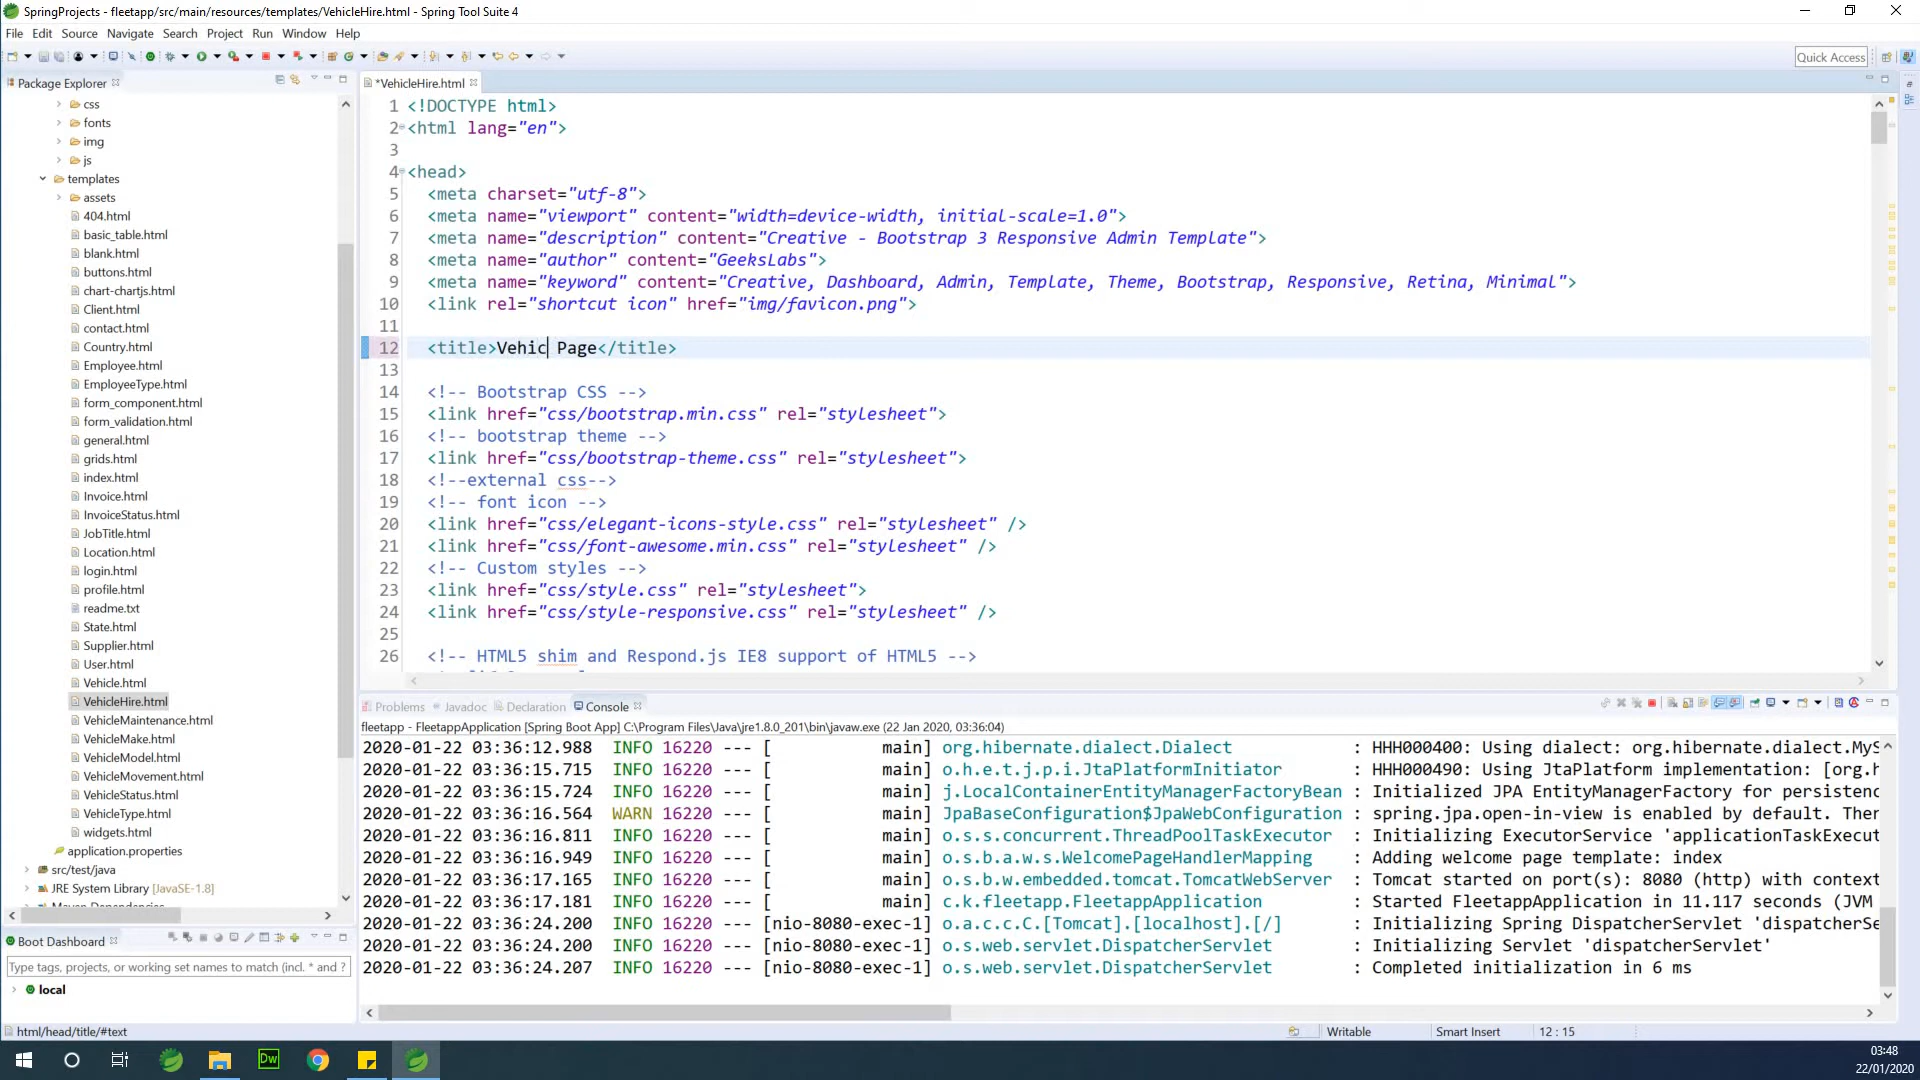 SpringProjects - fleetapp/src/main/resources/templates/VehicleHire.html - Spring Tool Suite 4
File Edit Source Navigate Search Project Run Window Help
Quick Access
Package Explorer
css
fonts
img
js
templates
assets
404.html
basic_table.html
blank.html
buttons.html
chart-chartjs.html
Client.html
contact.html
Country.html
Employee.html
EmployeeType.html
form_component.html
form_validation.html
general.html
grids.html
index.html
Invoice.html
InvoiceStatus.html
JobTitle.html
Location.html
login.html
profile.html
readme.txt
State.html
Supplier.html
User.html
Vehicle.html
VehicleHire.html
VehicleMaintenance.html
VehicleMake.html
VehicleModel.html
VehicleMovement.html
VehicleStatus.html
VehicleType.html
widgets.html
application.properties
src/test/java
JRE System Library [JavaSE-1.8]
Boot Dashboard
Type tags, projects, or working set names to match (incl. * and ?
local
*VehicleHire.html
1 <!DOCTYPE html>
2 <html lang="en">
3
4 <head>
5 <meta charset="utf-8">
6 <meta name="viewport" content="width=device-width, initial-scale=1.0">
7 <meta name="description" content="Creative - Bootstrap 3 Responsive Admin Template">
8 <meta name="author" content="GeeksLabs">
9 <meta name="keyword" content="Creative, Dashboard, Admin, Template, Theme, Bootstrap, Responsive, Retina, Minimal">
10 <link rel="shortcut icon" href="img/favicon.png">
11
12 <title>Vehic Page</title>
13
14 <!-- Bootstrap CSS -->
15 <link href="css/bootstrap.min.css" rel="stylesheet">
16 <!-- bootstrap theme -->
17 <link href="css/bootstrap-theme.css" rel="stylesheet">
18 <!--external css-->
19 <!-- font icon -->
20 <link href="css/elegant-icons-style.css" rel="stylesheet" />
21 <link href="css/font-awesome.min.css" rel="stylesheet" />
22 <!-- Custom styles -->
23 <link href="css/style.css" rel="stylesheet">
24 <link href="css/style-responsive.css" rel="stylesheet" />
25
26 <!-- HTML5 shim and Respond.js IE8 support of HTML5 -->
Problems Javadoc Declaration Console
fleetapp - FleetappApplication [Spring Boot App] C:\Program Files\Java\jre1.8.0_201\bin\javaw.exe (22 Jan 2020, 03:36:04)
2020-01-22 03:36:12.988 INFO 16220 --- [ main] org.hibernate.dialect.Dialect : HHH000400: Using dialect: org.hibernate.dialect.MyS
2020-01-22 03:36:15.715 INFO 16220 --- [ main] o.h.e.t.j.p.i.JtaPlatformInitiator : HHH000490: Using JtaPlatform implementation: [org.h
2020-01-22 03:36:15.724 INFO 16220 --- [ main] j.LocalContainerEntityManagerFactoryBean : Initialized JPA EntityManagerFactory for persistenc
2020-01-22 03:36:16.564 WARN 16220 --- [ main] JpaBaseConfiguration$JpaWebConfiguration : spring.jpa.open-in-view is enabled by default. Ther
2020-01-22 03:36:16.811 INFO 16220 --- [ main] o.s.s.concurrent.ThreadPoolTaskExecutor : Initializing ExecutorService 'applicationTaskExecut
2020-01-22 03:36:16.949 INFO 16220 --- [ main] o.s.b.a.w.s.WelcomePageHandlerMapping : Adding welcome page template: index
2020-01-22 03:36:17.165 INFO 16220 --- [ main] o.s.b.w.embedded.tomcat.TomcatWebServer : Tomcat started on port(s): 8080 (http) with context
2020-01-22 03:36:17.181 INFO 16220 --- [ main] c.k.fleetapp.FleetappApplication : Started FleetappApplication in 11.117 seconds (JVM
2020-01-22 03:36:24.200 INFO 16220 --- [nio-8080-exec-1] o.a.c.c.C.[Tomcat].[localhost].[/] : Initializing Spring DispatcherServlet 'dispatcherSe
2020-01-22 03:36:24.200 INFO 16220 --- [nio-8080-exec-1] o.s.web.servlet.DispatcherServlet : Initializing Servlet 'dispatcherServlet'
2020-01-22 03:36:24.207 INFO 16220 --- [nio-8080-exec-1] o.s.web.servlet.DispatcherServlet : Completed initialization in 6 ms
html/head/title/#text
Writable
Smart Insert
12 : 15
Dw
03:48
22/01/2020